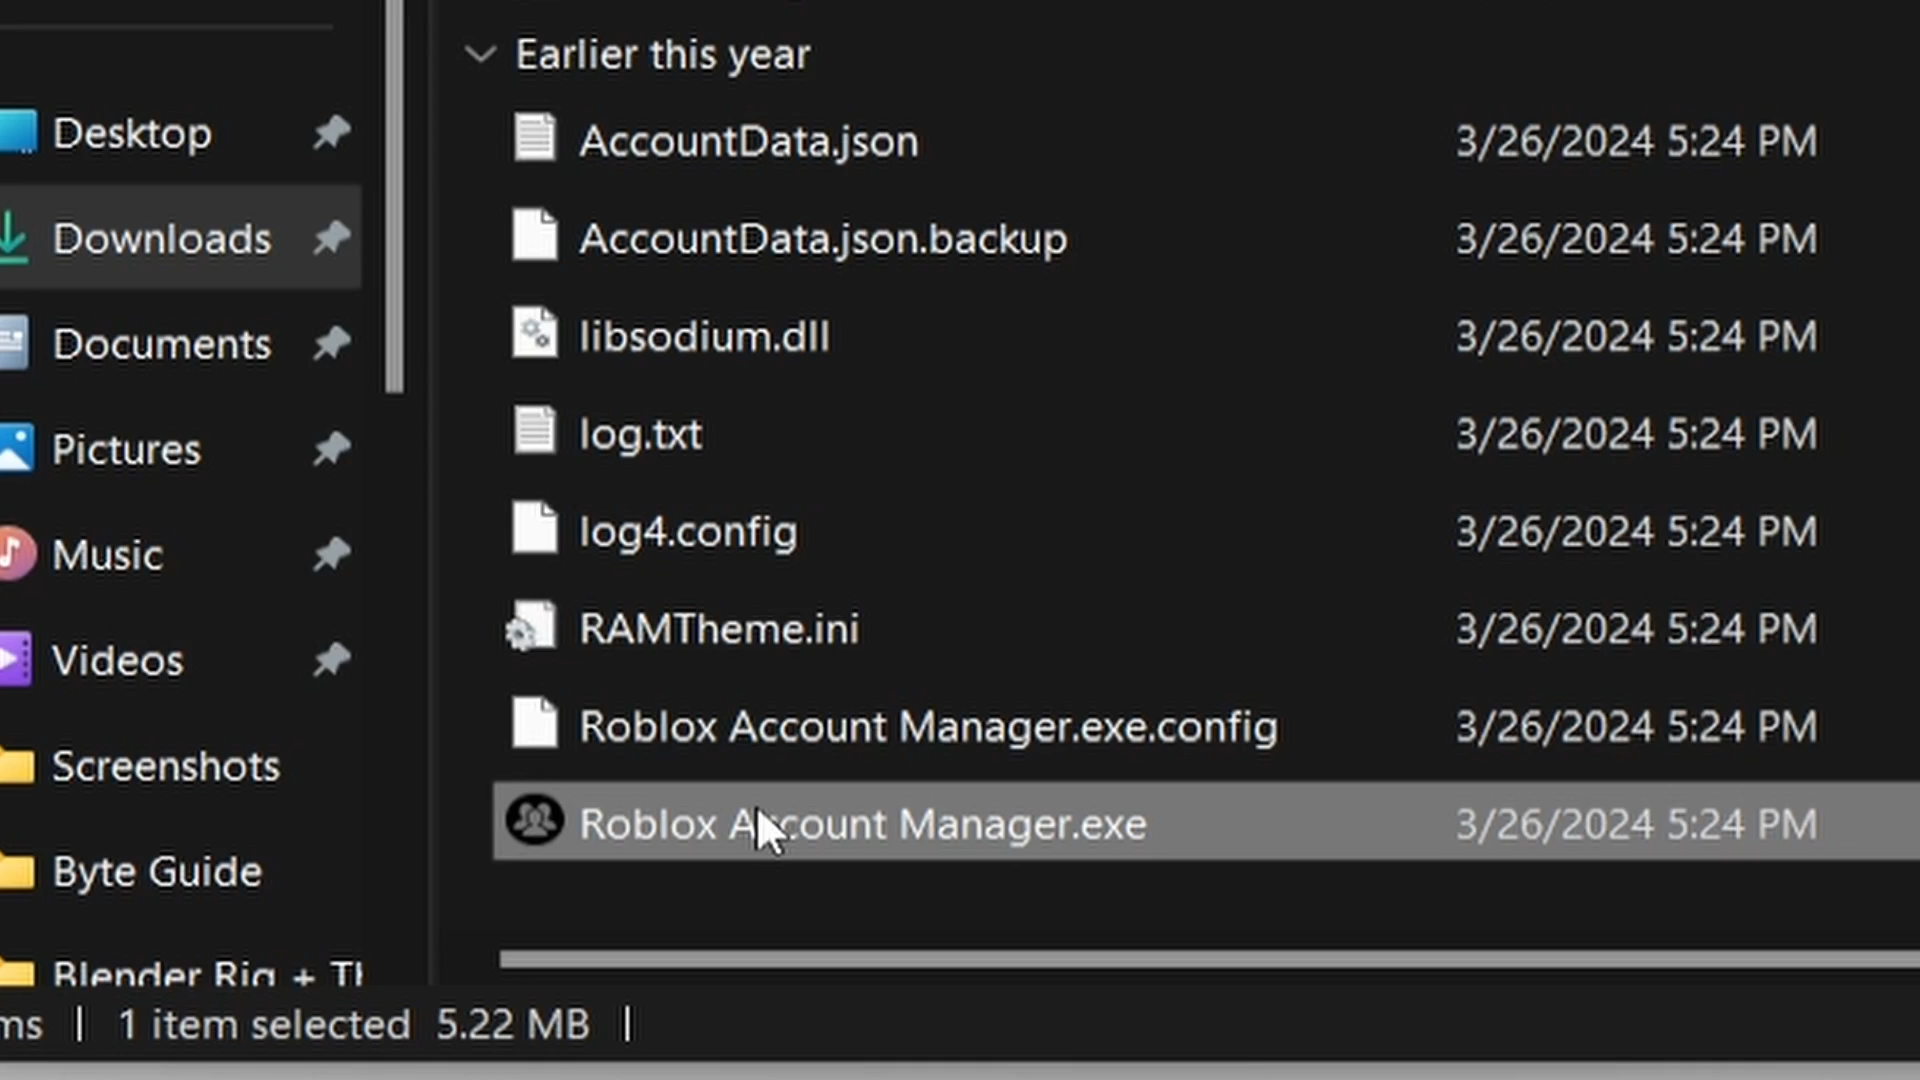 Earlier this year
Desktop
Downloads
Documents
Pictures
Music
Videos
Screenshots
Byte Guide
Blender Rig + Th
AccountData.json 3/26/2024 5:24 PM
AccountData.json.backup 3/26/2024 5:24 PM
libsodium.dll 3/26/2024 5:24 PM
log.txt 3/26/2024 5:24 PM
log4.config 3/26/2024 5:24 PM
RAMTheme.ini 3/26/2024 5:24 PM
Roblox Account Manager.exe.config 3/26/2024 5:24 PM
Roblox Account Manager.exe 3/26/2024 5:24 PM
ms | 1 item selected 5.22 MB |